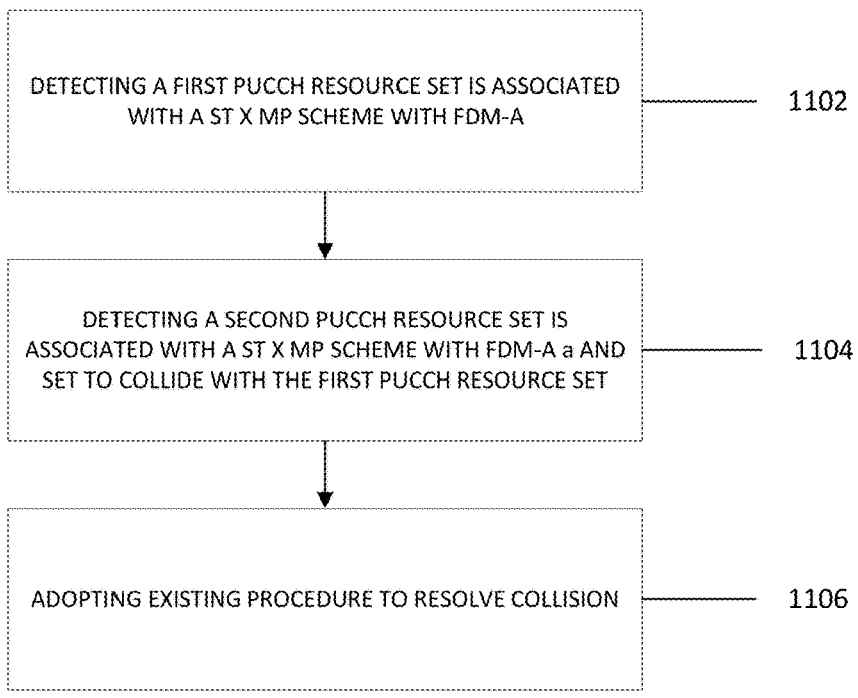 DETECTING A FIRST PUCCH RESOURCE SET IS ASSOCIATED
WITH A ST X MP SCHEME WITH FDM-A
1102
DETECTING A SECOND PUCCH RESOURCE SET IS
ASSOCIATED WITH A ST X MP SCHEME WITH FDM-A a AND
SET TO COLLIDE WITH THE FIRST PUCCH RESOURCE SET
1104
ADOPTING EXISTING PROCEDURE TO RESOLVE COLLISION
1106